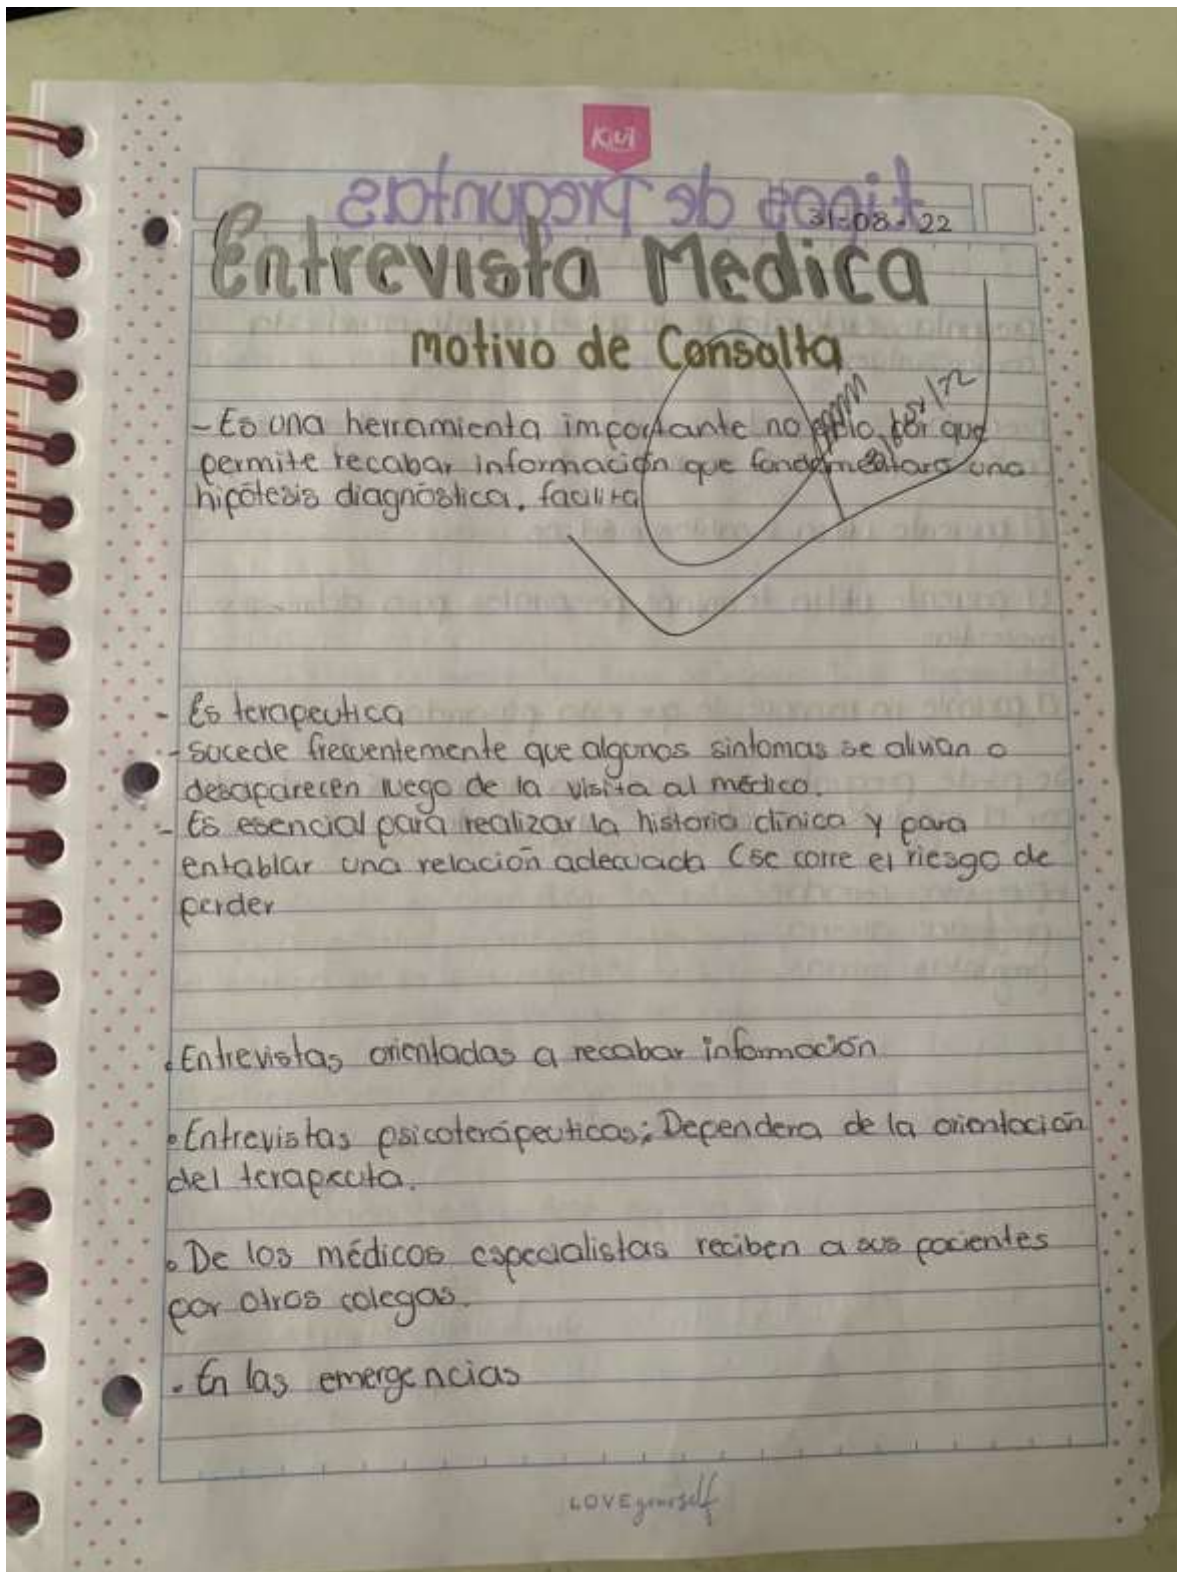 Kiut
tipos de preguntas
31-08-22
Entrevista Medica
motivo de Consulta
- Es una herramienta importante no solo por que
permite recabar información que fundamentara una
hipótesis diagnóstica. facilita
- Es terapeutica
- Sucede frecuentemente que algunos sintomas se alivian o
desaparecen luego de la visita al médico.
- Es esencial para realizar la historia clínica y para
entablar una relación adecuada (se corre el riesgo de
perder
• Entrevistas orientadas a recabar información
• Entrevistas psicoterápeuticas; Dependera de la orientación
del terapeuta.
• De los médicos especialistas reciben a sus pacientes
por otros colegas.
• En las emergencias
LOVE yourself